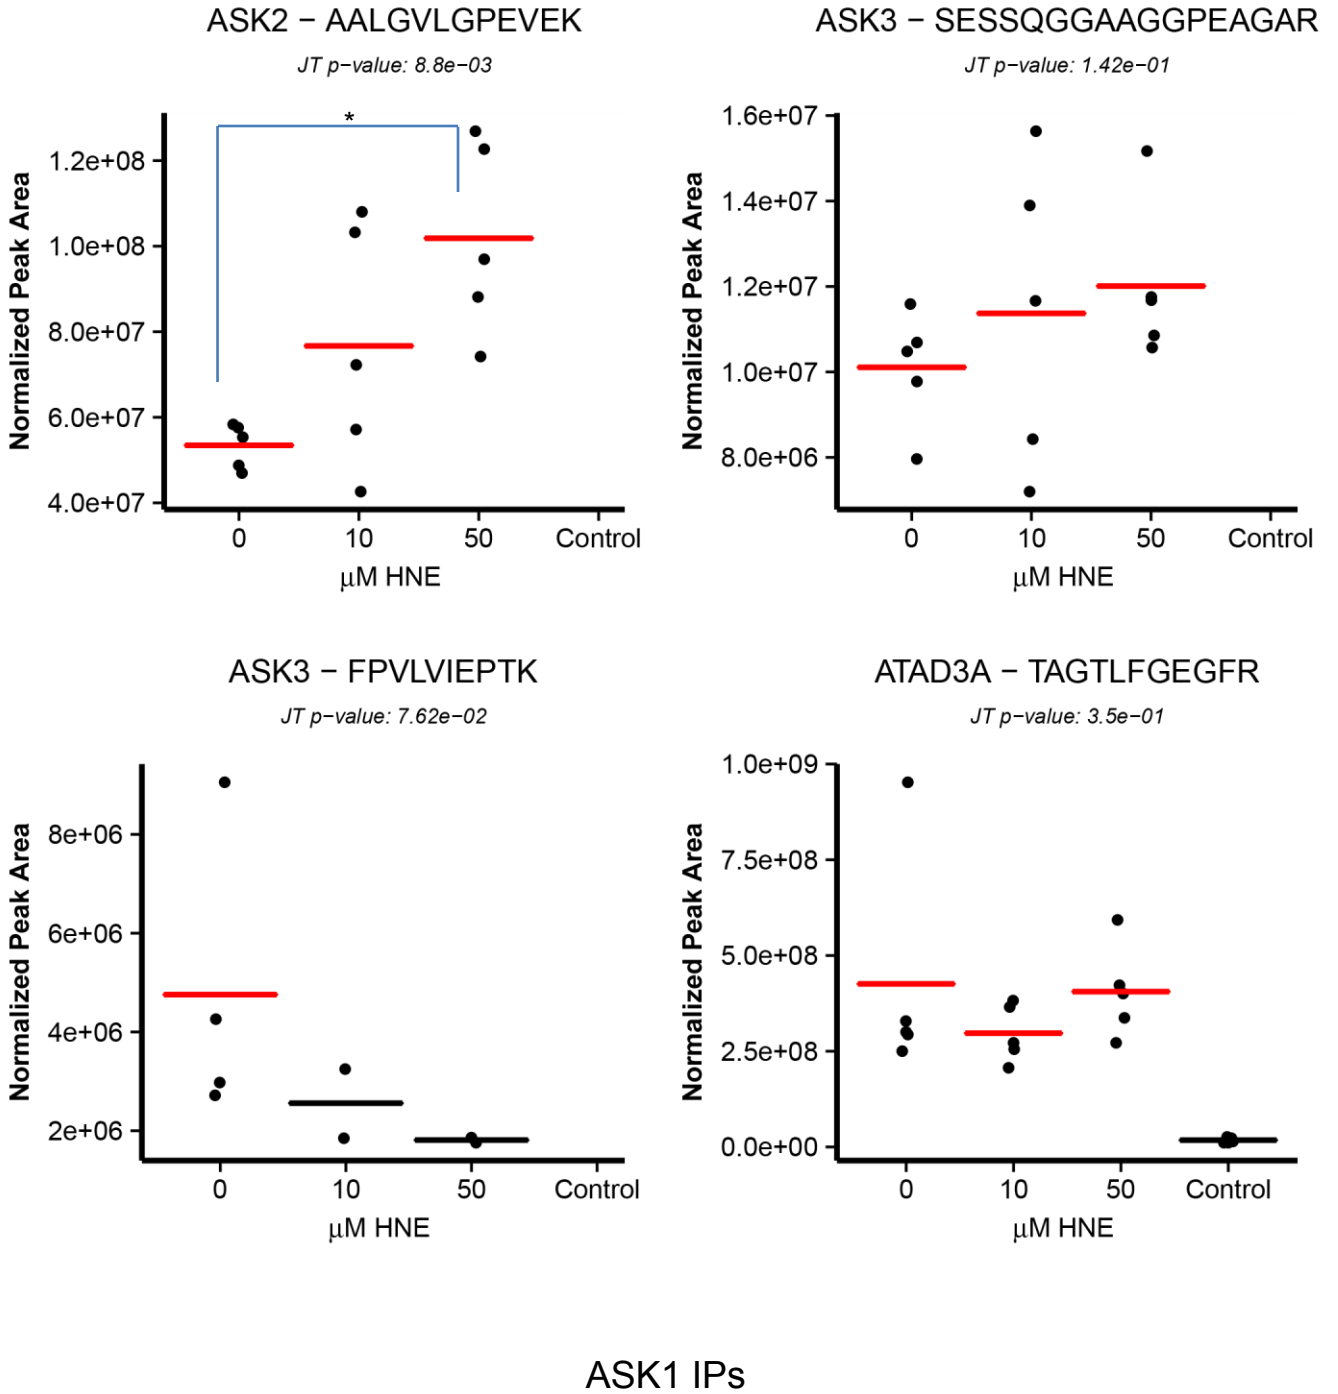 ASK2 − AALGVLGPEVEK
JT p−value: 8.8e−03
*
Normalized Peak Area
1.2e+08
1.0e+08
8.0e+07
6.0e+07
4.0e+07
0 10 50 Control
μM HNE
ASK3 − SESSQGGAAGGPEAGAR
JT p−value: 1.42e−01
Normalized Peak Area
1.6e+07
1.4e+07
1.2e+07
1.0e+07
8.0e+06
0 10 50 Control
μM HNE
ASK3 − FPVLVIEPTK
JT p−value: 7.62e−02
Normalized Peak Area
8e+06
6e+06
4e+06
2e+06
0 10 50 Control
μM HNE
ATAD3A − TAGTLFGEGFR
JT p−value: 3.5e−01
Normalized Peak Area
1.0e+09
7.5e+08
5.0e+08
2.5e+08
0.0e+00
0 10 50 Control
μM HNE
ASK1 IPs